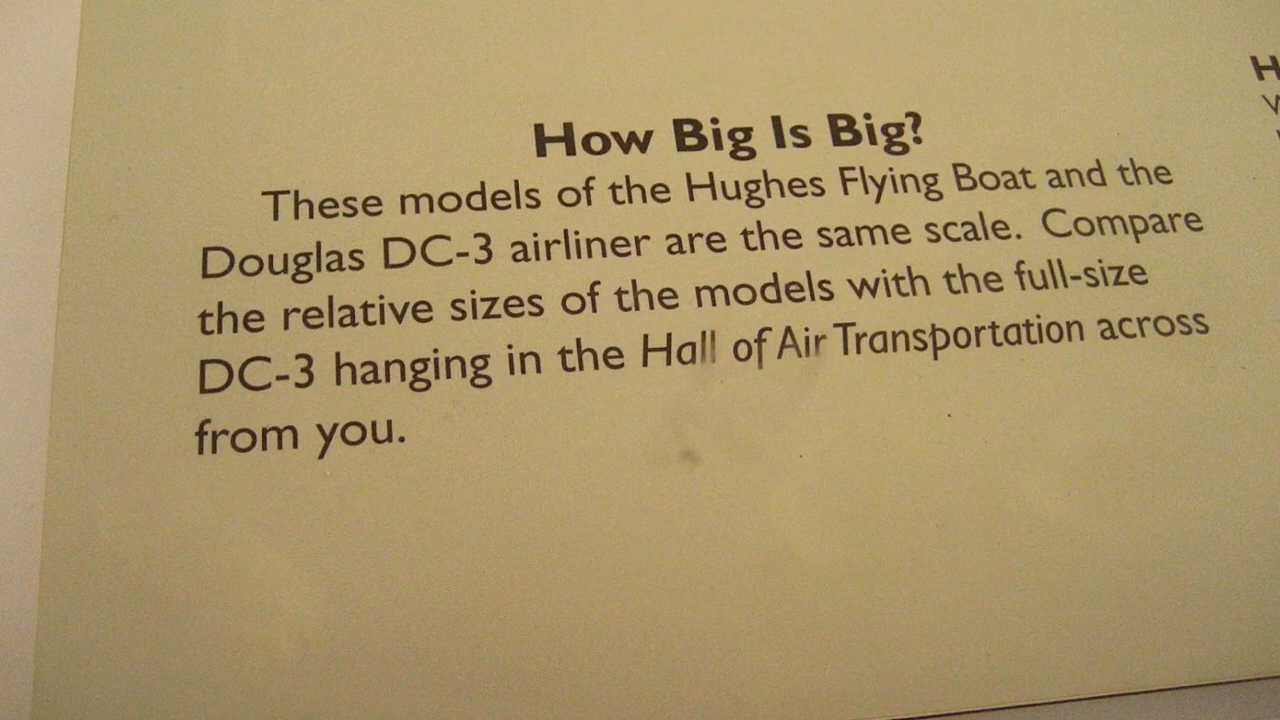 How Big Is Big?
These models of the Hughes Flying Boat and the
Douglas DC-3 airliner are the same scale. Compare
the relative sizes of the models with the full-size
DC-3 hanging in the Hall of Air Transportation across
from you.